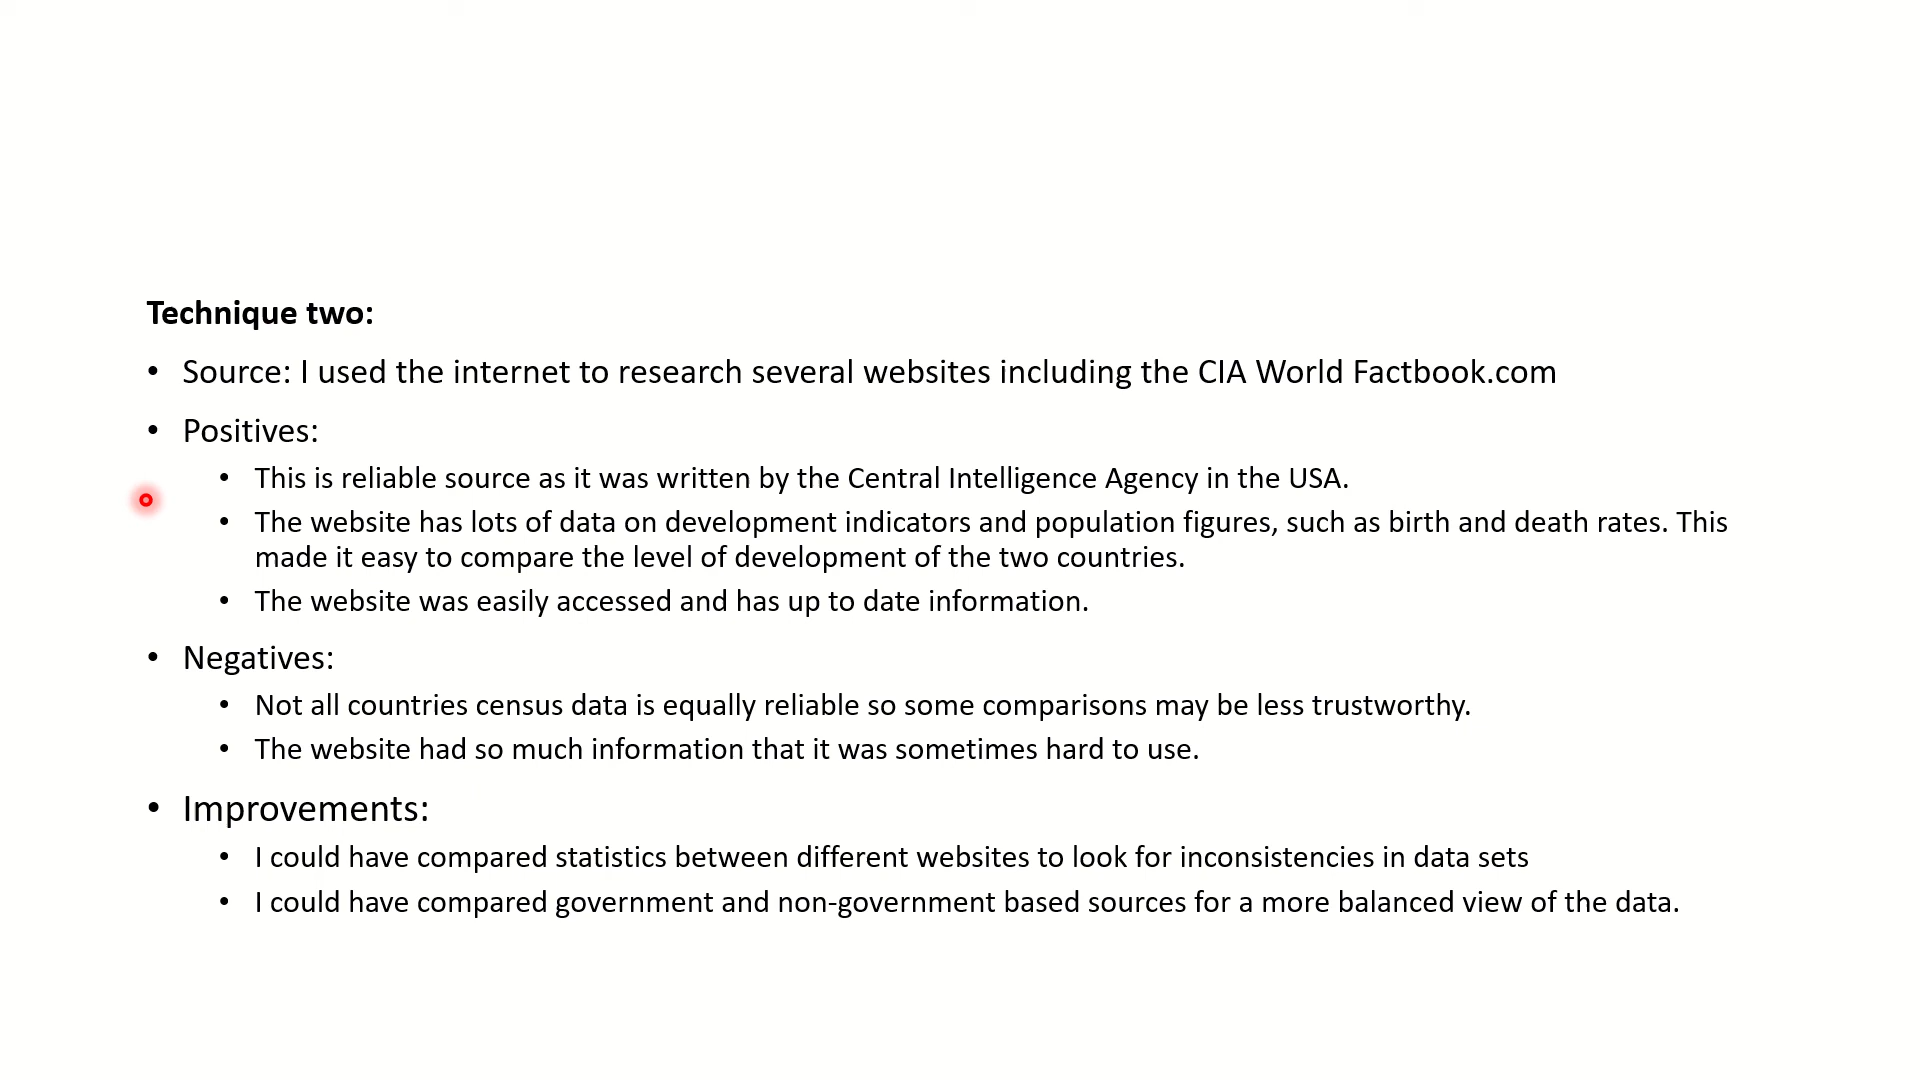 Technique two:
• Source: I used the internet to research several websites including the CIA World Factbook.com
• Positives:
• This is reliable source as it was written by the Central Intelligence Agency in the USA.
• The website has lots of data on development indicators and population figures, such as birth and death rates. This
made it easy to compare the level of development of the two countries.
• The website was easily accessed and has up to date information.
• Negatives:
• Not all countries census data is equally reliable so some comparisons may be less trustworthy.
• The website had so much information that it was sometimes hard to use.
• Improvements:
• I could have compared statistics between different websites to look for inconsistencies in data sets
• I could have compared government and non-government based sources for a more balanced view of the data.